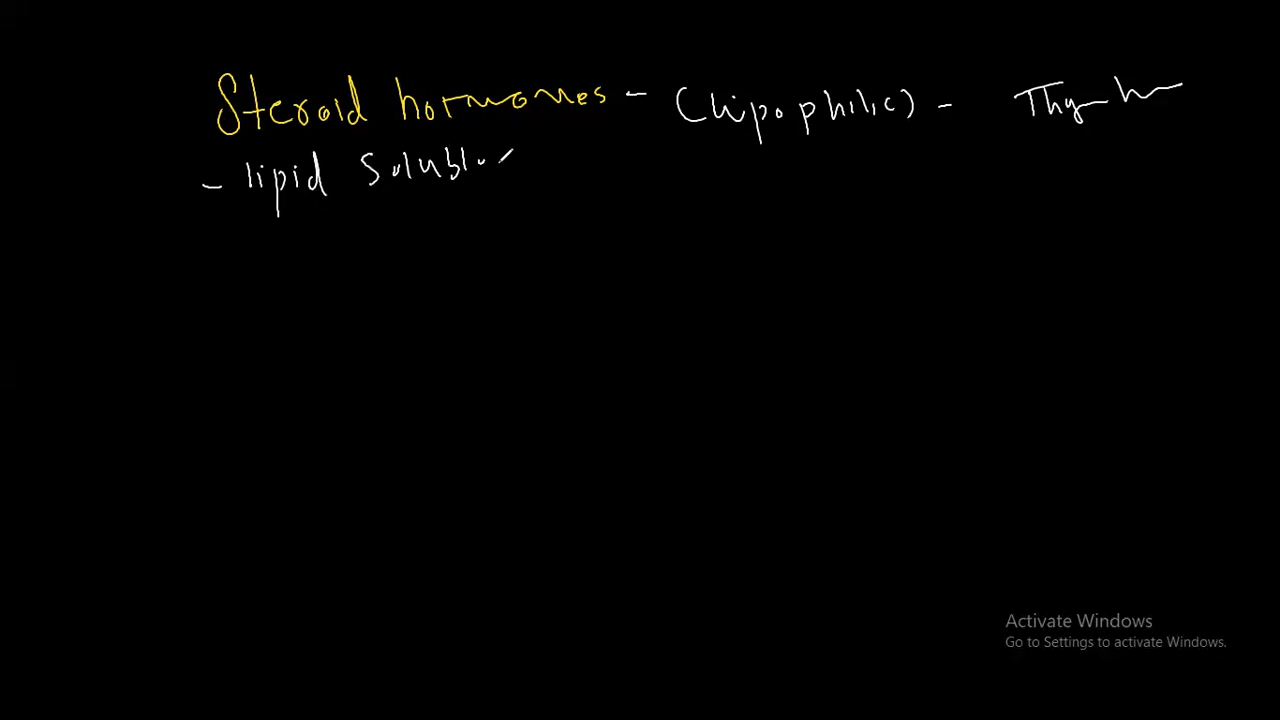 Steroid hormones - (lipophilic) -
- lipid Soluble
Activate Windows
Go to Settings to activate Windows.